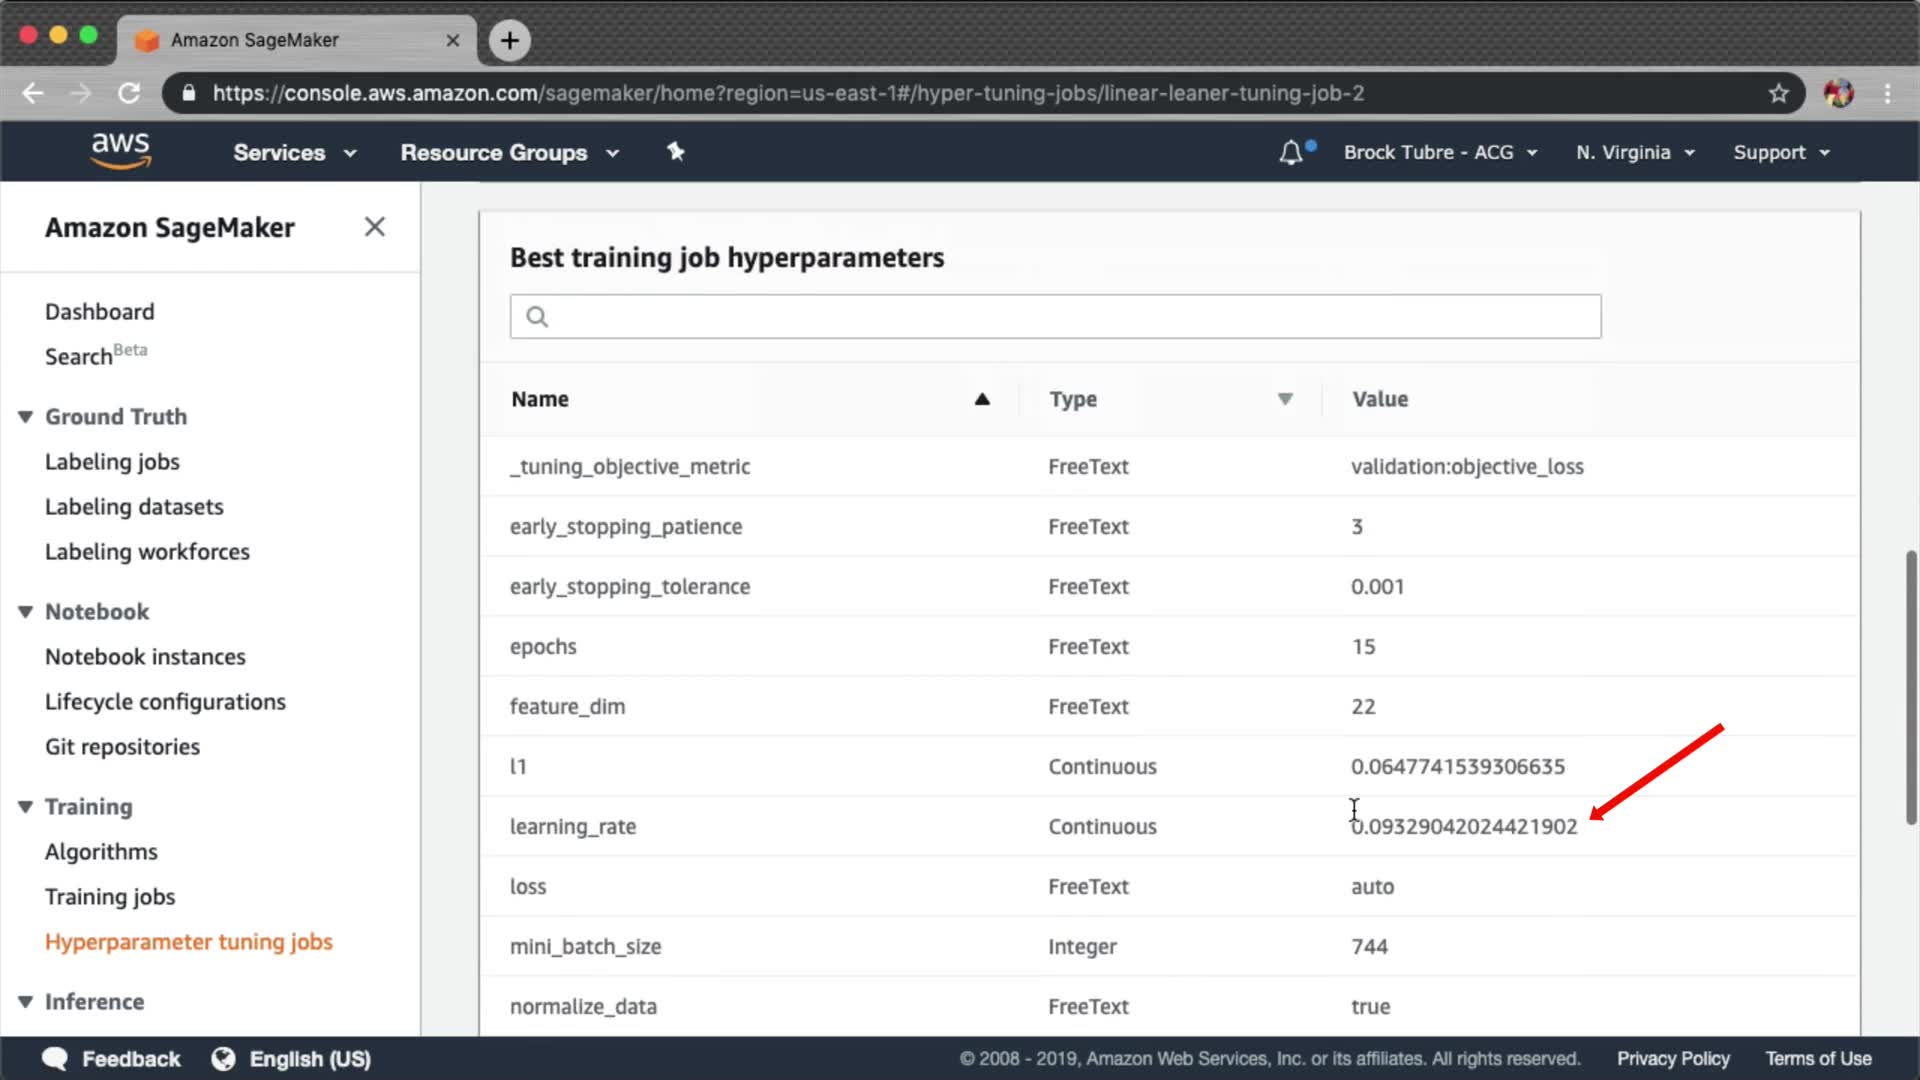 Amazon SageMaker
https://console.aws.amazon.com/sagemaker/home?region=us-east-1#/hyper-tuning-jobs/linear-leaner-tuning-job-2
aws Services Resource Groups Brock Tubre - ACG N. Virginia Support
Amazon SageMaker
Dashboard
Search Beta
Ground Truth
Labeling jobs
Labeling datasets
Labeling workforces
Notebook
Notebook instances
Lifecycle configurations
Git repositories
Training
Algorithms
Training jobs
Hyperparameter tuning jobs
Inference
Best training job hyperparameters
Name Type Value
_tuning_objective_metric FreeText validation:objective_loss
early_stopping_patience FreeText 3
early_stopping_tolerance FreeText 0.001
epochs FreeText 15
feature_dim FreeText 22
l1 Continuous 0.0647741539306635
learning_rate Continuous 0.09329042024421902
loss FreeText auto
mini_batch_size Integer 744
normalize_data FreeText true
Feedback English (US) © 2008 - 2019, Amazon Web Services, Inc. or its affiliates. All rights reserved. Privacy Policy Terms of Use